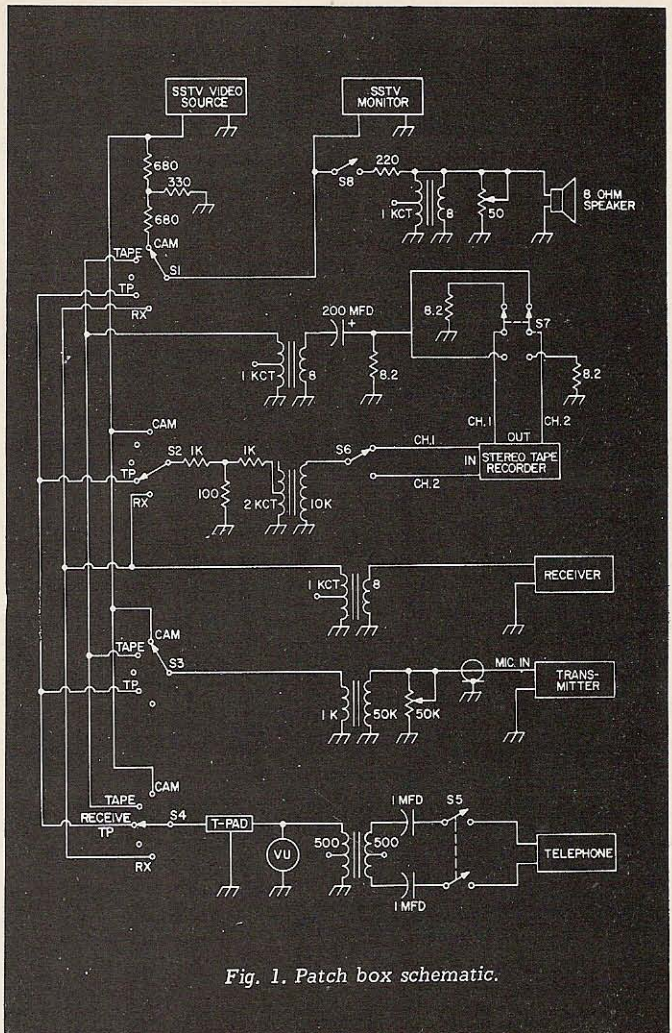 SSTV VIDEO
SOURCE
SSTV
MONITOR
680
330
680
S8
220
1 KCT
8
50
8 OHM
SPEAKER
CAM
TAPE
S1
TP
RX
200 MFD
+
8.2
S7
1 KCT
8
8.2
8.2
CH. 1
CH. 2
CAM
S2
1K
1K
S6
CH.1
OUT
IN
STEREO TAPE
RECORDER
TP
100
2 KCT
10K
CH.2
RX
1 KCT
8
RECEIVER
CAM
TAPE
S3
MIC. IN
TRANS-
MITTER
TP
1 K
50K
50K
CAM
TAPE
RECEIVE
TP
S4
T-PAD
1 MFD
S5
VU
500
500
TELEPHONE
RX
1 MFD
Fig. 1. Patch box schematic.